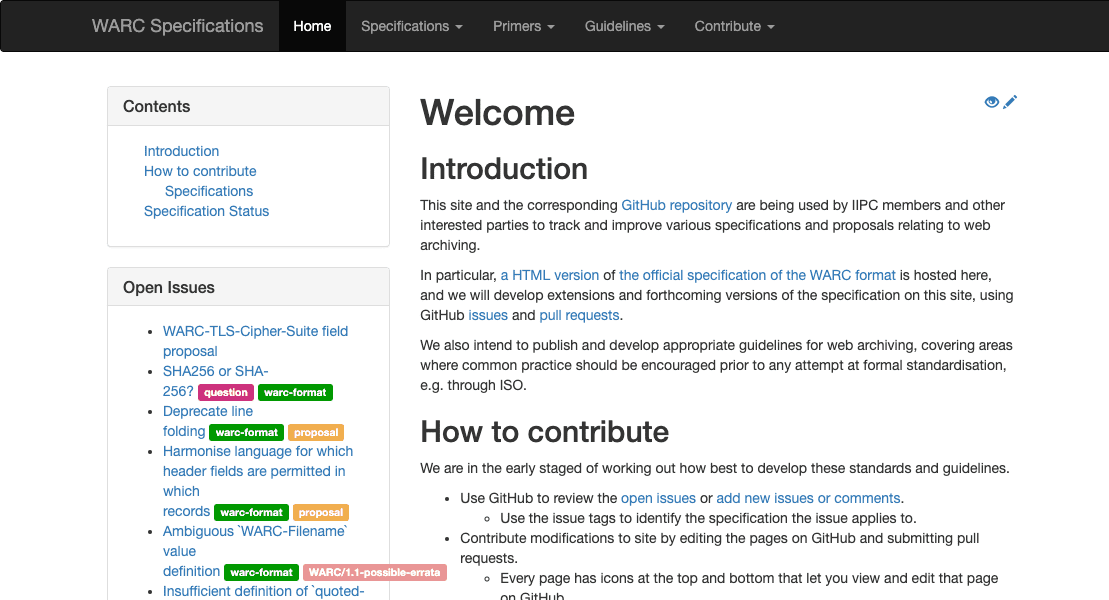 WARC Specifications Home Specifications Primers Guidelines Contribute
Contents
Introduction
How to contribute
Specifications
Specification Status
Open Issues
WARC-TLS-Cipher-Suite field
proposal
SHA256 or SHA-
256? question warc-format
Deprecate line
folding warc-format proposal
Harmonise language for which
header fields are permitted in
which
records warc-format proposal
Ambiguous `WARC-Filename`
value
definition warc-format WARC/1.1-possible-errata
Insufficient definition of `quoted-
Welcome
Introduction
This site and the corresponding GitHub repository are being used by IIPC members and other
interested parties to track and improve various specifications and proposals relating to web
archiving.
In particular, a HTML version of the official specification of the WARC format is hosted here,
and we will develop extensions and forthcoming versions of the specification on this site, using
GitHub issues and pull requests.
We also intend to publish and develop appropriate guidelines for web archiving, covering areas
where common practice should be encouraged prior to any attempt at formal standardisation,
e.g. through ISO.
How to contribute
We are in the early staged of working out how best to develop these standards and guidelines.
Use GitHub to review the open issues or add new issues or comments.
Use the issue tags to identify the specification the issue applies to.
Contribute modifications to site by editing the pages on GitHub and submitting pull
requests.
Every page has icons at the top and bottom that let you view and edit that page
on GitHub